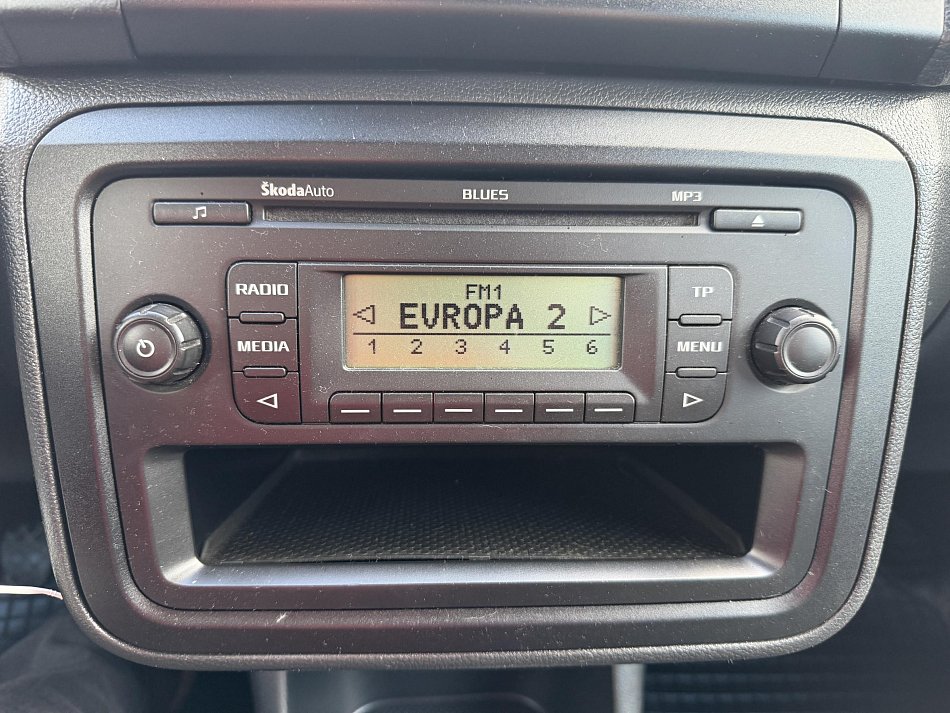 ŠkodaAuto
BLUES
MP3
RADIO
MEDIA
FM1
EVROPA 2
1 2 3 4 5 6
TP
MENU